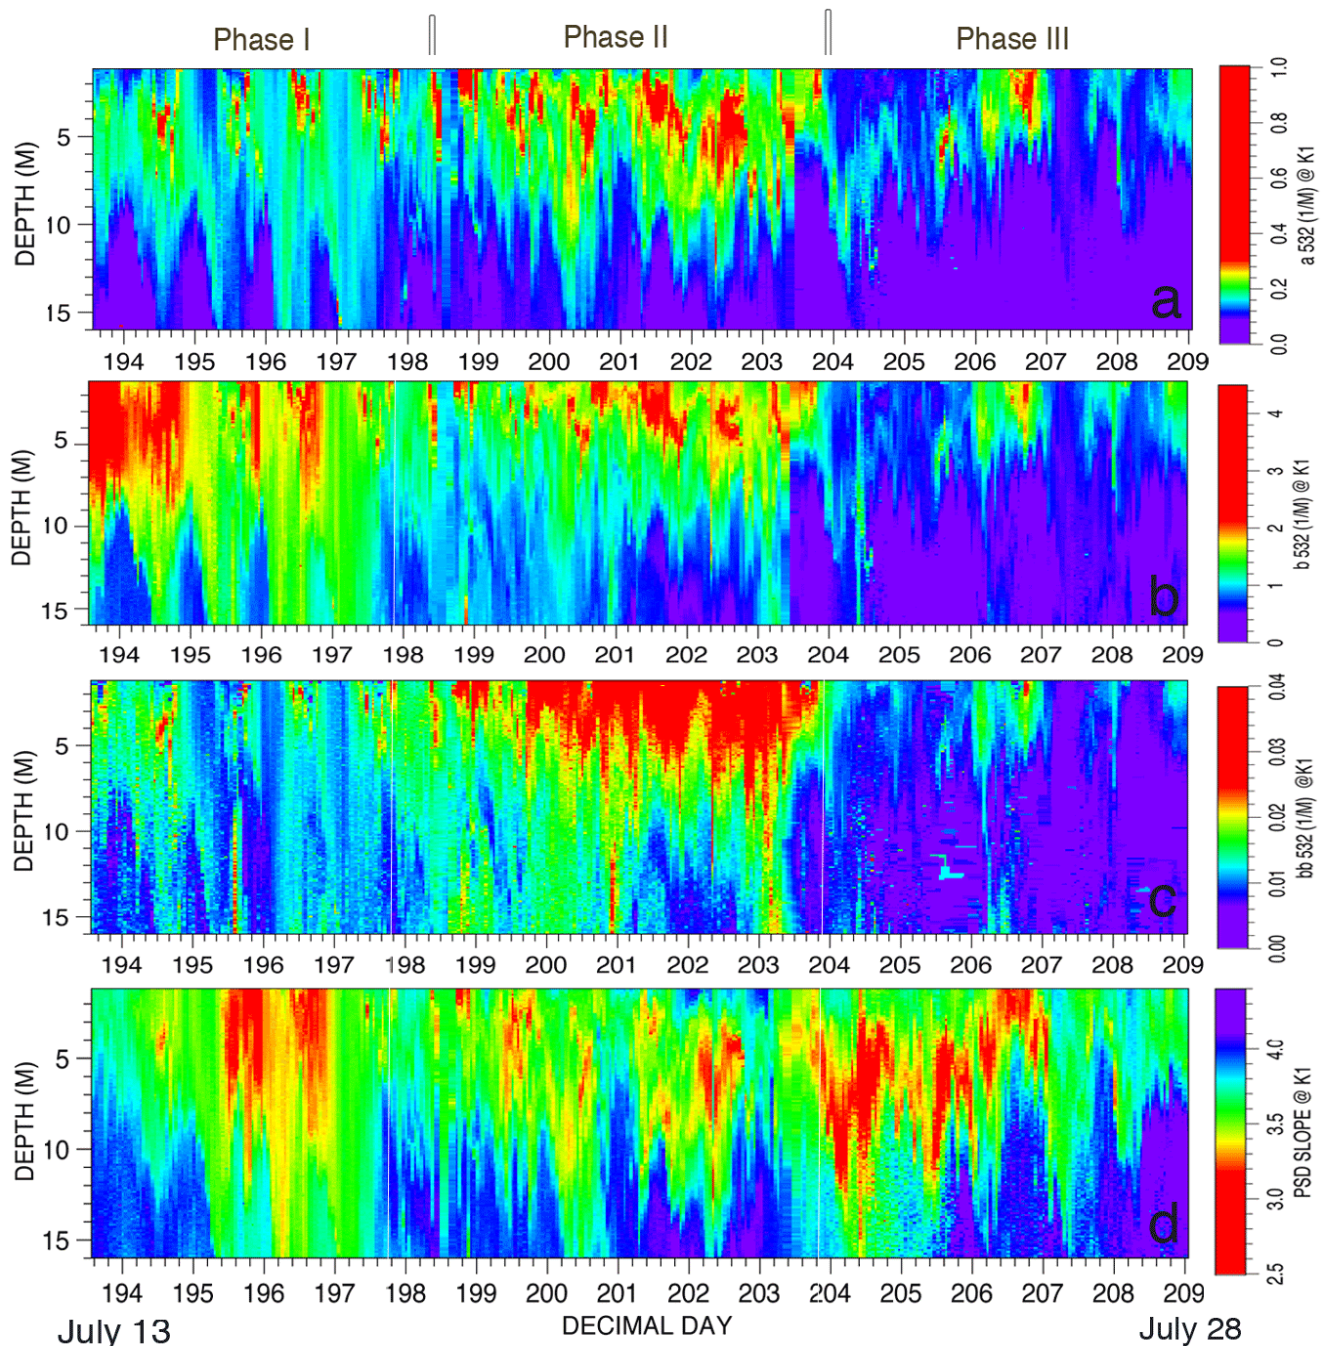 Phase I Phase II Phase III
DEPTH (M)
5
10
15
194 195 196 197 198 199 200 201 202 203 204 205 206 207 208 209
a
1.0
0.8
0.6
0.4
0.2
0.0
a 532 (1/M) @ K1
DEPTH (M)
5
10
15
194 195 196 197 198 199 200 201 202 203 204 205 206 207 208 209
b
4
3
2
1
0
b 532 (1/M) @ K1
DEPTH (M)
5
10
15
194 195 196 197 198 199 200 201 202 203 204 205 206 207 208 209
c
0.04
0.03
0.02
0.01
0.00
bb 532 (1/M) @K1
DEPTH (M)
5
10
15
194 195 196 197 198 199 200 201 202 203 204 205 206 207 208 209
d
4.0
3.5
3.0
2.5
PSD SLOPE @ K1
July 13 DECIMAL DAY July 28